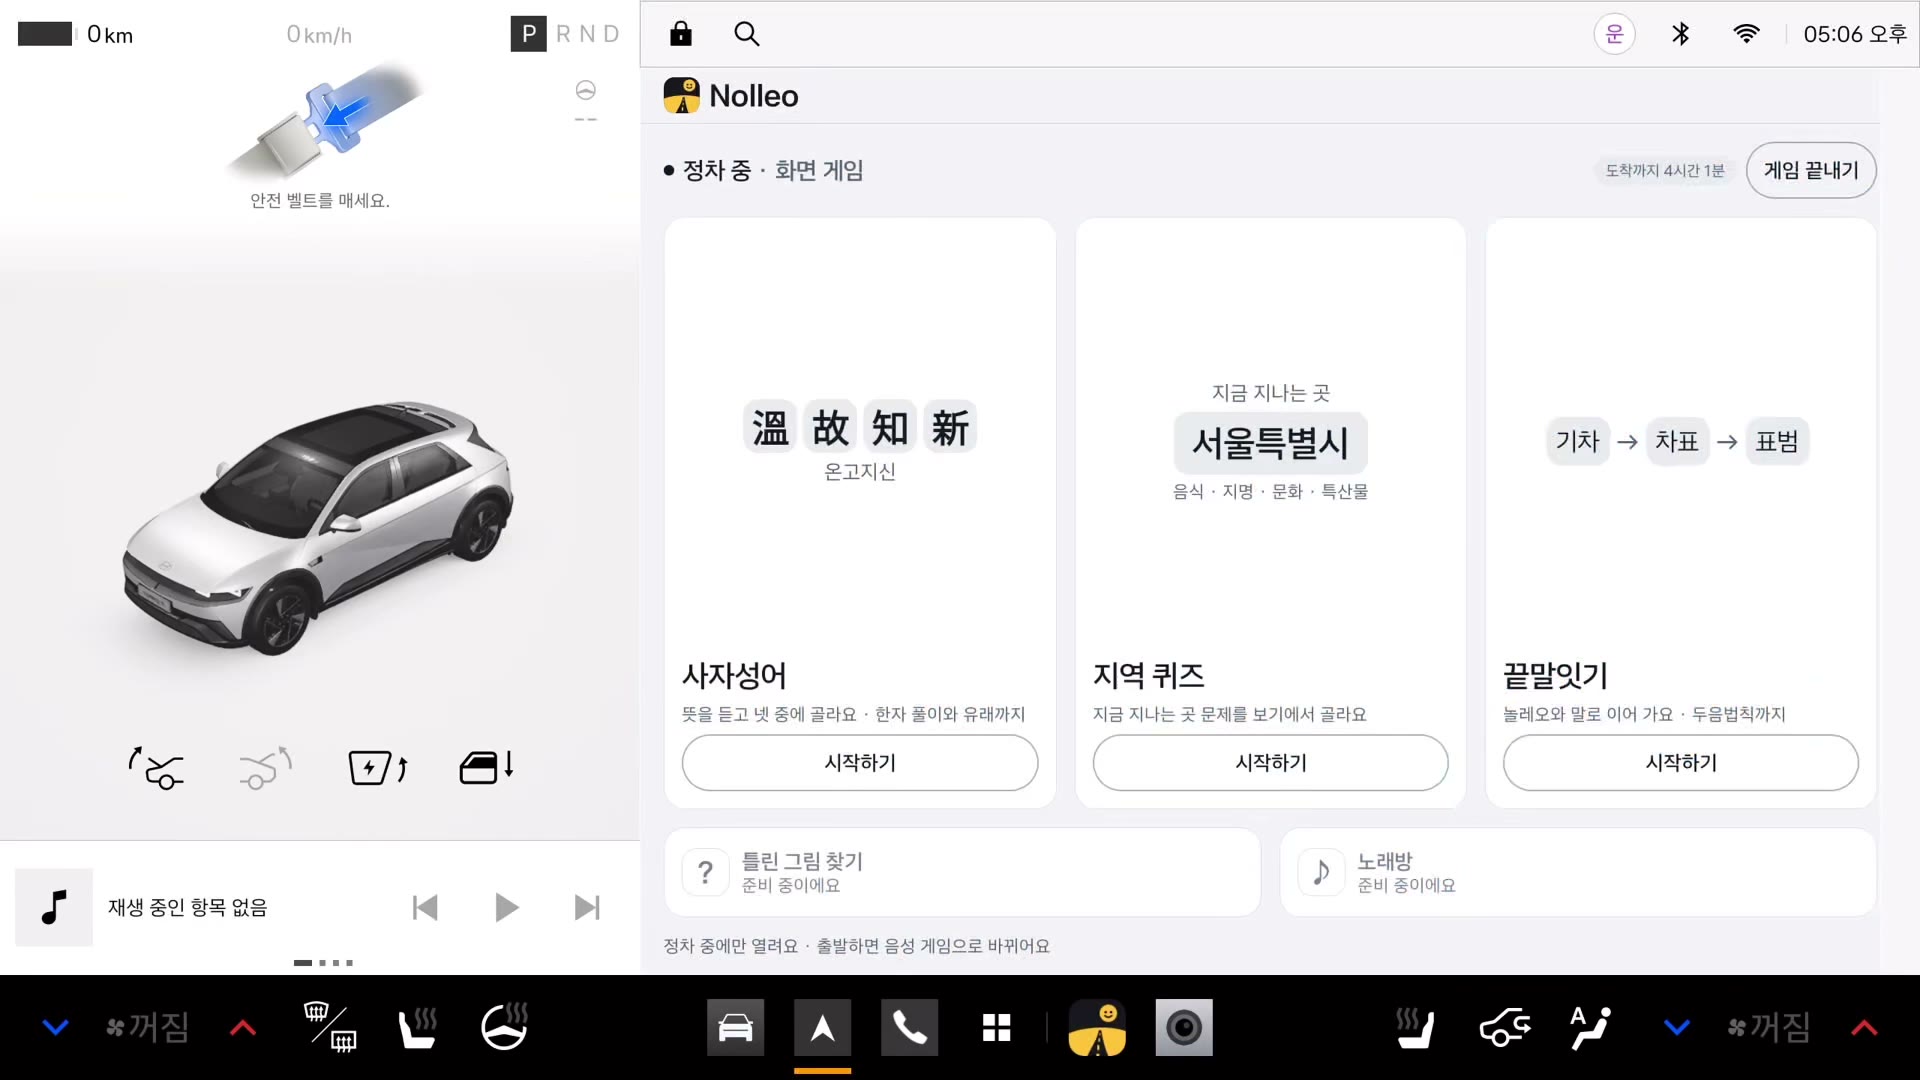 0 km
0 km/h
P R N D
안전 벨트를 매세요.
재생 중인 항목 없음
운
05:06 오후
Nolleo
정차 중 · 화면 게임
도착까지 4시간 1분
게임 끝내기
溫故知新
온고지신
사자성어
뜻을 듣고 넷 중에 골라요 · 한자 풀이와 유래까지
시작하기
지금 지나는 곳
서울특별시
음식 · 지명 · 문화 · 특산물
지역 퀴즈
지금 지나는 곳 문제를 보기에서 골라요
시작하기
기차 → 차표 → 표범
끝말잇기
놀레오와 말로 이어 가요 · 두음법칙까지
시작하기
?
틀린 그림 찾기
준비 중이에요
노래방
준비 중이에요
정차 중에만 열려요 · 출발하면 음성 게임으로 바뀌어요
꺼짐
A
꺼짐